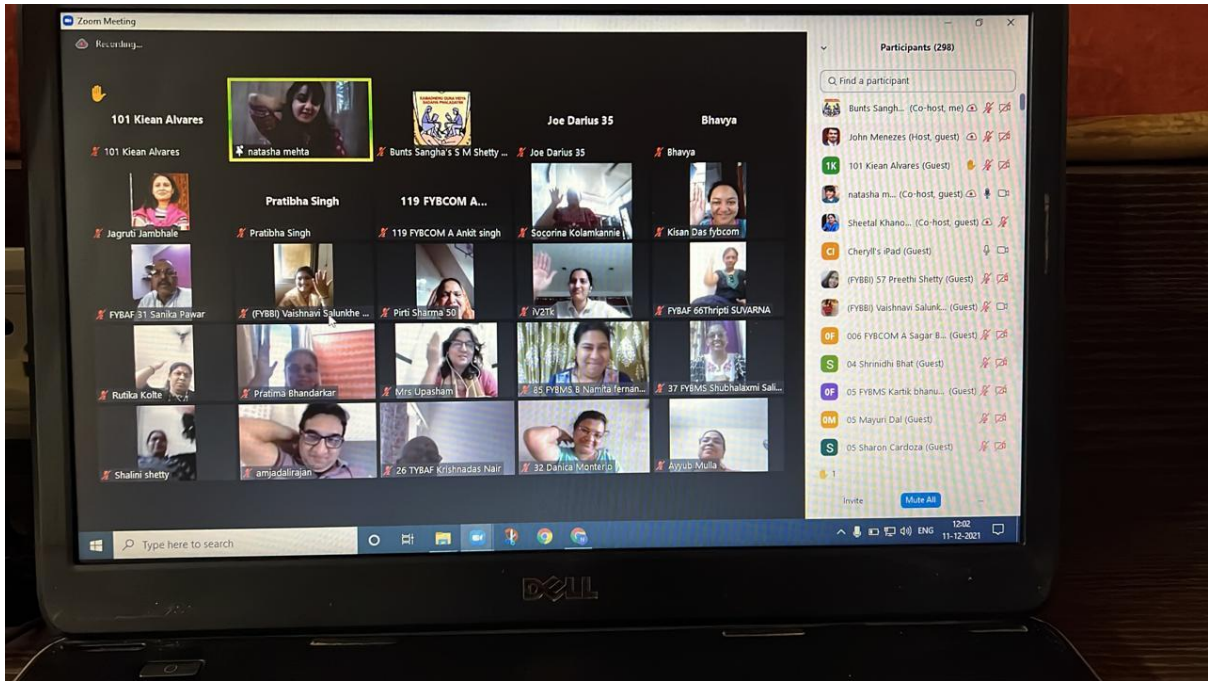 Zoom Meeting
Recording...
101 Kiean Alvares
101 Kiean Alvares
natasha mehta
Bunts Sangha's S M Shetty ...
Joe Darius 35
Joe Darius 35
Bhavya
Bhavya
Jagruti Jambhale
Pratibha Singh
Pratibha Singh
119 FYBCOM A...
119 FYBCOM A Ankit singh
Socorina Kolamkannie
Kisan Das fybcom
FYBAF 31 Sanika Pawar
(FYBBI) Vaishnavi Salunkhe ...
Pirti Sharma 50
iV2Tk
FYBAF 66Thripti SUVARNA
Rutika Kolte
Pratima Bhandarkar
Mrs Upasham
85 FYBMS B Namita fernan...
37 FYBMS Shubhalaxmi Sali...
Shalini shetty
amjadalirajan
26 TYBAF Krishnadas Nair
32 Danica Monteiro
Ayyub Mulla
Participants (298)
Find a participant
Bunts Sangh... (Co-host, me)
John Menezes (Host, guest)
1K 101 Kiean Alvares (Guest)
natasha m... (Co-host, guest)
Sheetal Khano... (Co-host, guest)
CI Cheryll's iPad (Guest)
(FYBBI) 57 Preethi Shetty (Guest)
(FYBBI) Vaishnavi Salunk... (Guest)
0F 006 FYBCOM A Sagar B... (Guest)
S 04 Shrinidhi Bhat (Guest)
0F 05 FYBMS Kartik bhanu... (Guest)
0M 05 Mayuri Dal (Guest)
S 05 Sharon Cardoza (Guest)
1
Invite
Mute All
...
Type here to search
ENG
12:02
11-12-2021
DELL